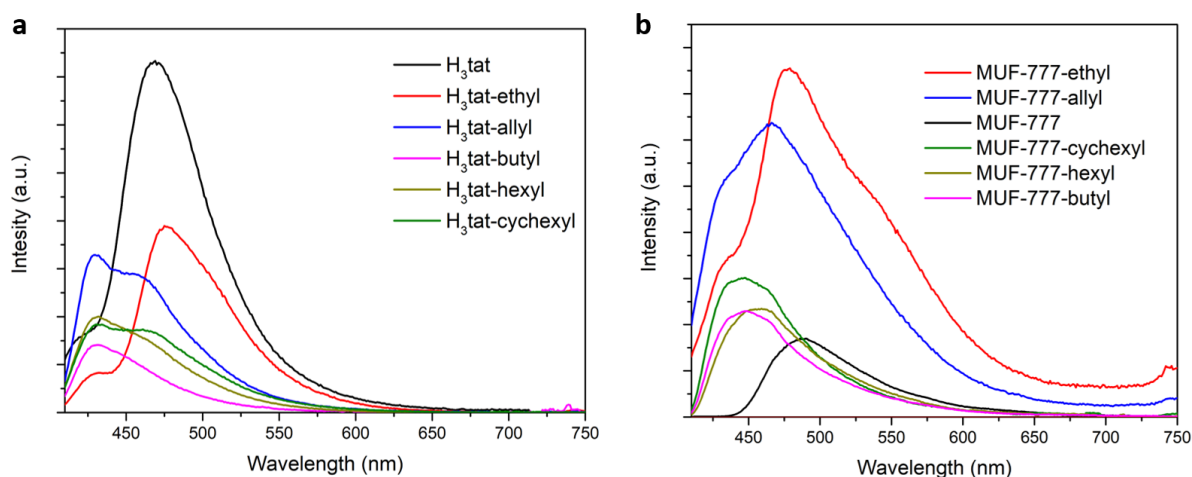 a
Intesity (a.u.)
H3tat
H3tat-ethyl
H3tat-allyl
H3tat-butyl
H3tat-hexyl
H3tat-cychexyl
450 500 550 600 650 700 750
Wavelength (nm)
b
Intensity (a.u.)
MUF-777-ethyl
MUF-777-allyl
MUF-777
MUF-777-cychexyl
MUF-777-hexyl
MUF-777-butyl
450 500 550 600 650 700 750
Wavelength (nm)